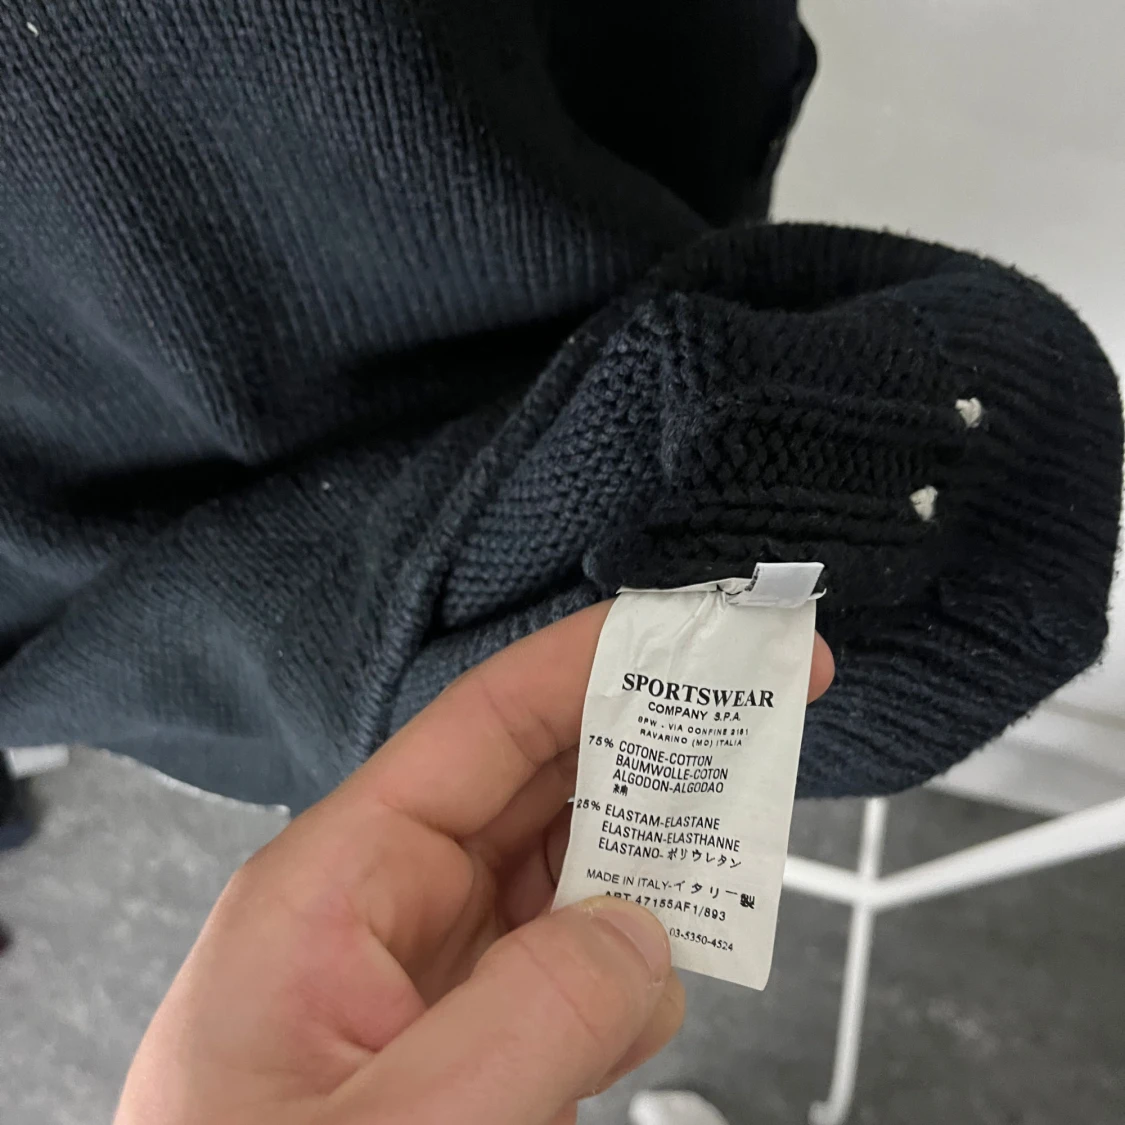 SPORTSWEAR
COMPANY S.P.A.
VIA CONFINE 2161
RAVARINO (MO) ITALIA
75% COTONE-COTTON
BAUMWOLLE-COTON
ALGODON-ALGODAO
綿
25% ELASTAM-ELASTANE
ELASTHAN-ELASTHANNE
ELASTANO-ポリウレタン
MADE IN ITALY-イタリー製
ART 47155AF1/893
03-5350-4524